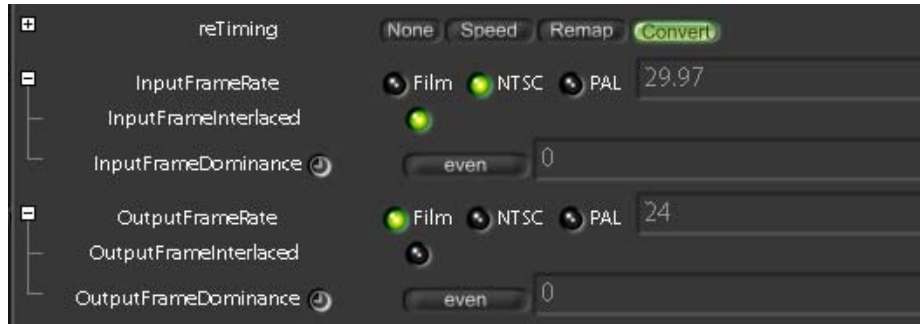 reTiming None Speed Remap Convert
InputFrameRate Film NTSC PAL 29.97
InputFrameInterlaced
InputFrameDominance even 0
OutputFrameRate Film NTSC PAL 24
OutputFrameInterlaced
OutputFrameDominance even 0